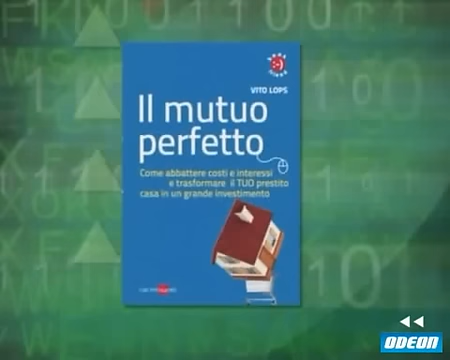 VITO LOPS
Il mutuo
perfetto
Come abbattere costi e interessi
e trasformare il TUO prestito
casa in un grande investimento
ODEON